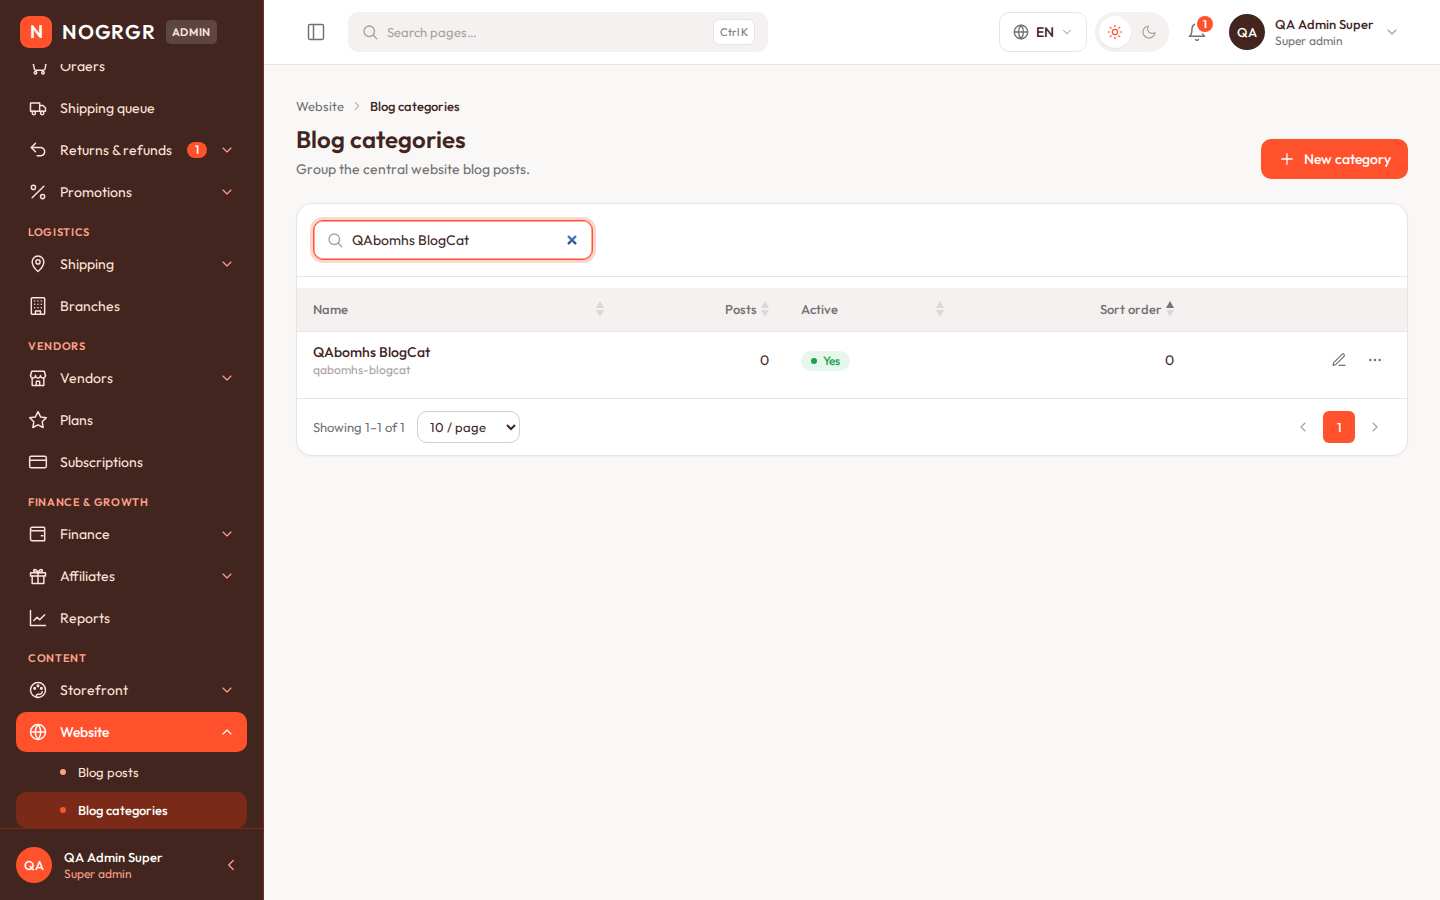 NOGRGR ADMIN
Orders
Shipping queue
Returns & refunds 1
Promotions
LOGISTICS
Shipping
Branches
VENDORS
Vendors
Plans
Subscriptions
FINANCE & GROWTH
Finance
Affiliates
Reports
CONTENT
Storefront
Website
Blog posts
Blog categories
QA
QA Admin Super
Super admin
Search pages...
Ctrl K
EN
1
QA
QA Admin Super
Super admin
Website > Blog categories
Blog categories
Group the central website blog posts.
+ New category
QAbomhs BlogCat
Name Posts Active Sort order
QAbomhs BlogCat
qabomhs-blogcat
0 Yes 0
Showing 1–1 of 1 10 / page
1